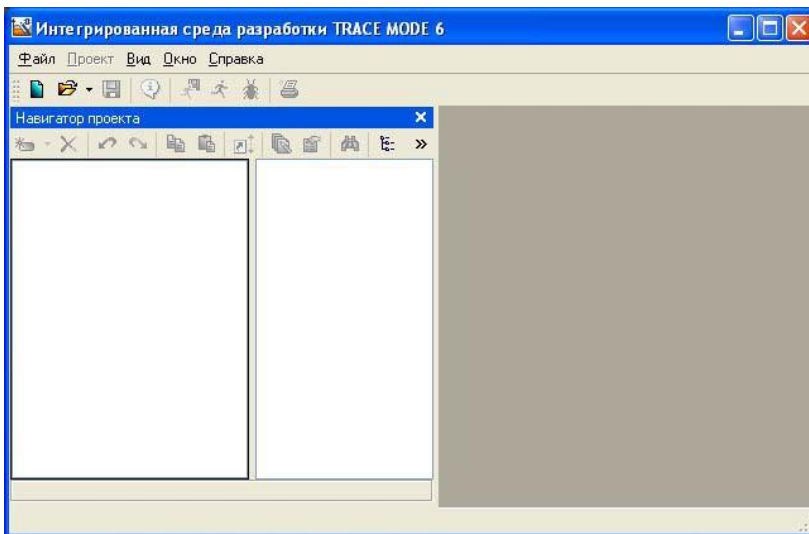 Интегрированная среда разработки TRACE MODE 6
Файл Проект Вид Окно Справка
Навигатор проекта